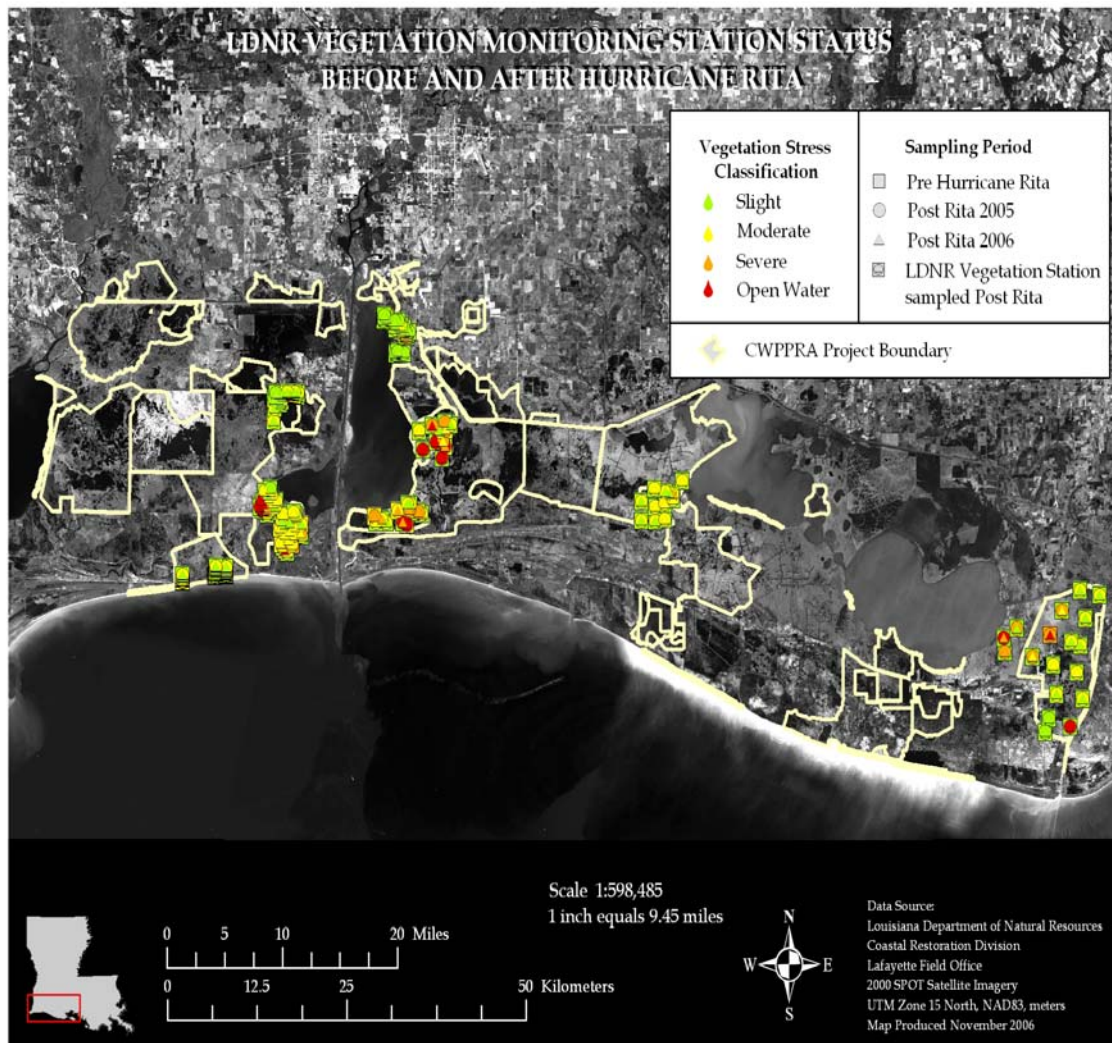 LDNR VEGETATION MONITORING STATION STATUS
BEFORE AND AFTER HURRICANE RITA
Vegetation Stress
Classification
Slight
Moderate
Severe
Open Water
Sampling Period
Pre Hurricane Rita
Post Rita 2005
Post Rita 2006
LDNR Vegetation Station
sampled Post Rita
CWPPRA Project Boundary
Scale 1:598,485
1 inch equals 9.45 miles
0 5 10 20 Miles
0 12.5 25 50 Kilometers
N
W E
S
Data Source:
Louisiana Department of Natural Resources
Coastal Restoration Division
Lafayette Field Office
2000 SPOT Satellite Imagery
UTM Zone 15 North, NAD83, meters
Map Produced November 2006